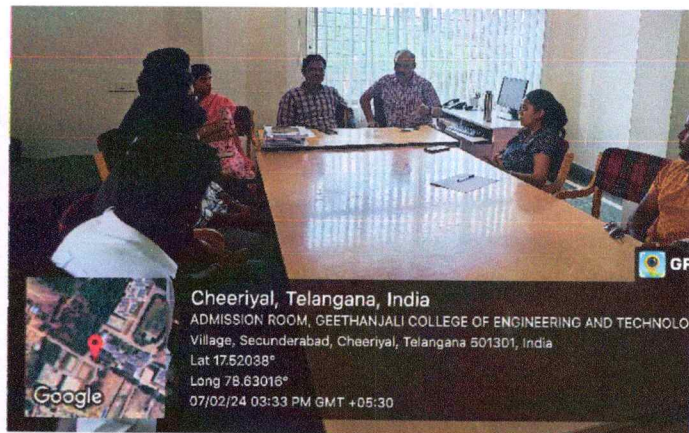 GP
Cheeriyal, Telangana, India
ADMISSION ROOM, GEETHANJALI COLLEGE OF ENGINEERING AND TECHNOLO
Village, Secunderabad, Cheeriyal, Telangana 501301, India
Lat 17.52038°
Long 78.63016°
07/02/24 03:33 PM GMT +05:30
Google